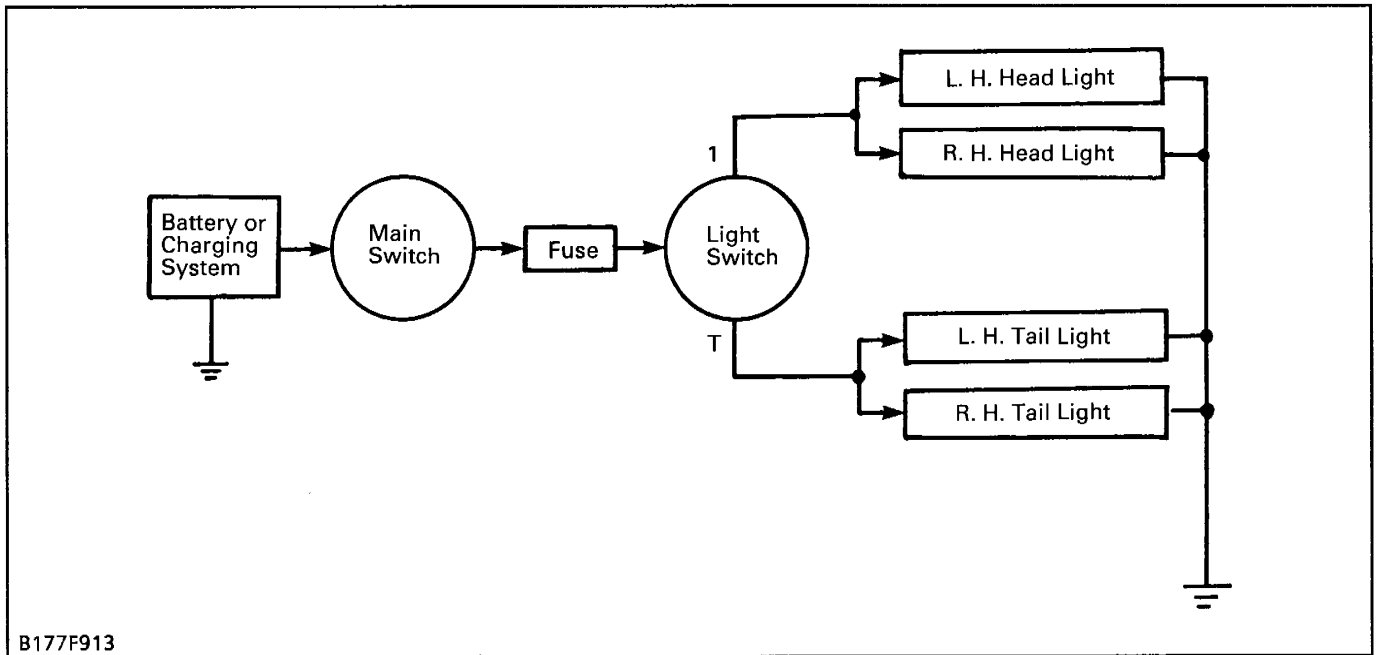 L. H. Head Light
R. H. Head Light
1
Battery or
Charging
System
Main
Switch
Fuse
Light
Switch
T
L. H. Tail Light
R. H. Tail Light
B177F913